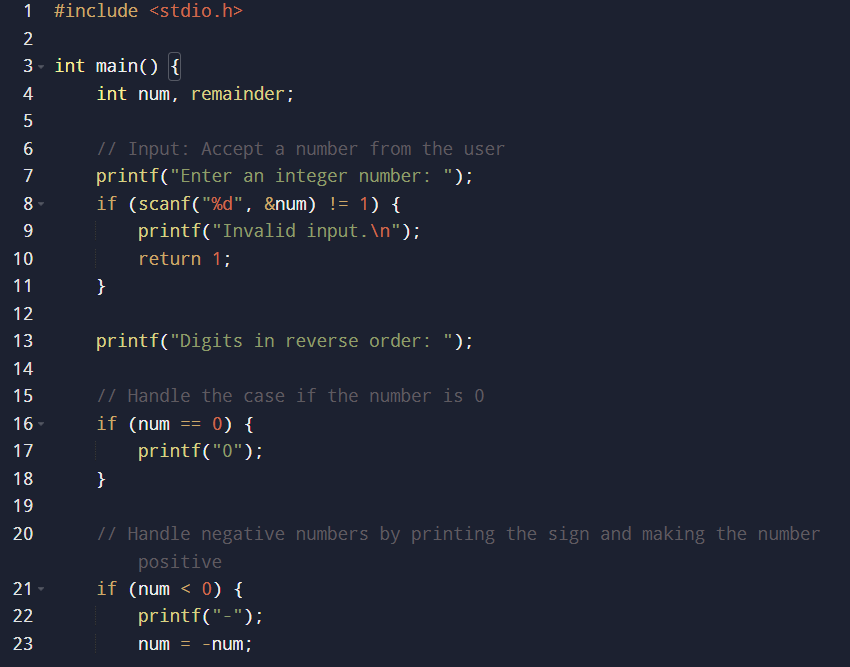 1 #include <stdio.h>
2
3 int main() {
4     int num, remainder;
5
6     // Input: Accept a number from the user
7     printf("Enter an integer number: ");
8     if (scanf("%d", &num) != 1) {
9         printf("Invalid input.\n");
10         return 1;
11     }
12
13     printf("Digits in reverse order: ");
14
15     // Handle the case if the number is 0
16     if (num == 0) {
17         printf("0");
18     }
19
20     // Handle negative numbers by printing the sign and making the number
        positive
21     if (num < 0) {
22         printf("-");
23         num = -num;